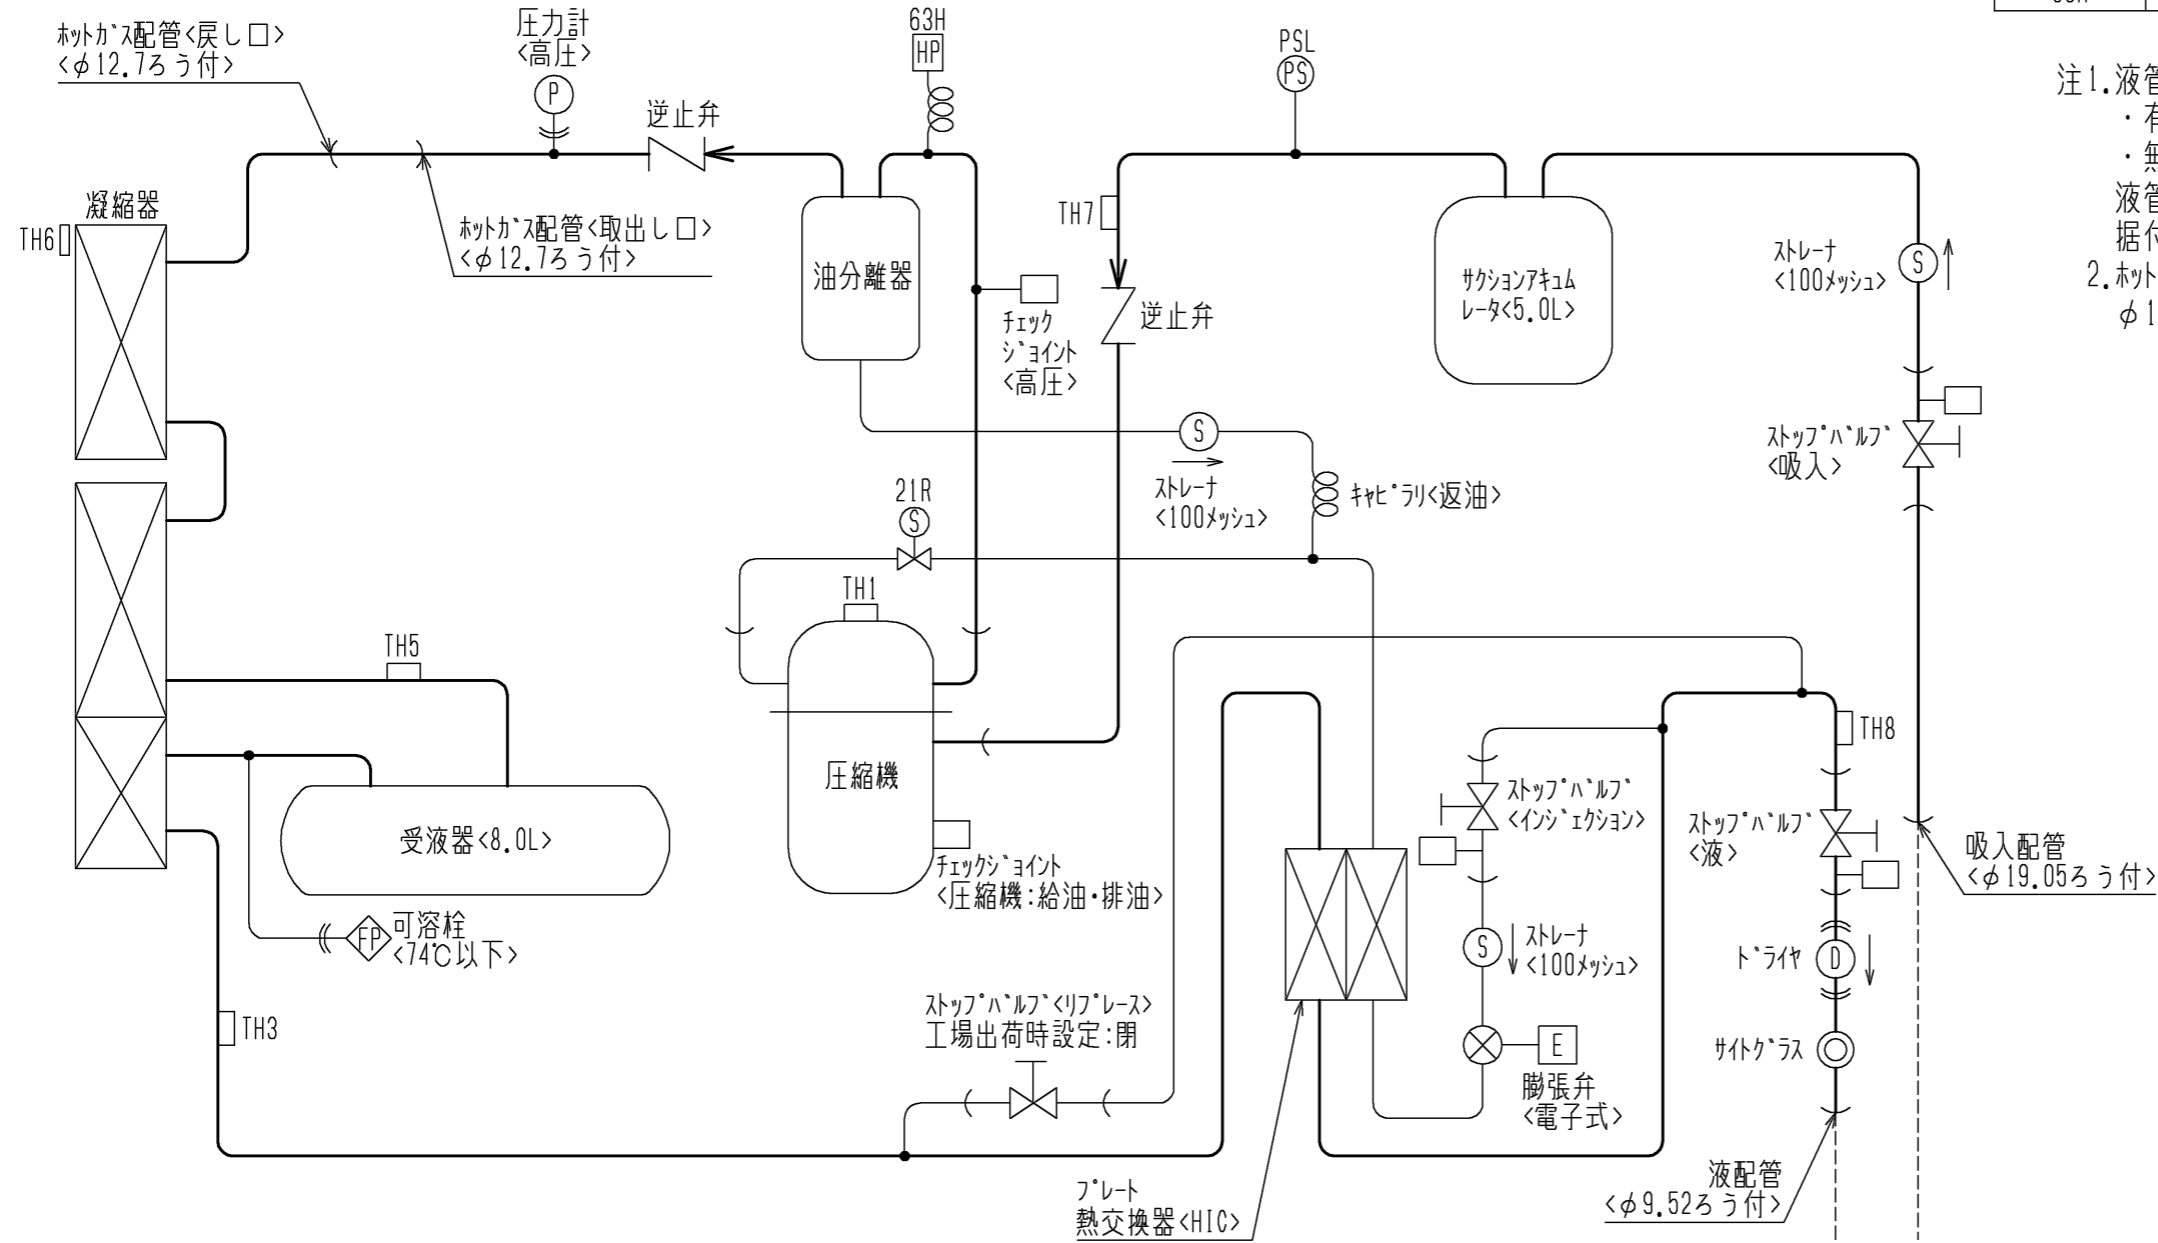 ﾎｯﾄｶﾞｽ配管<戻し口>
<φ12.7ろう付>
圧力計
<高圧>
P
逆止弁
63H
HP
PSL
PS
注1.液管
・有
液管
据付
2.ﾎｯﾄ
φ1
凝縮器
TH6
ﾎｯﾄｶﾞｽ配管<取出し口>
<φ12.7ろう付>
油分離器
ﾁｪｯｸ
ｼﾞｮｲﾝﾄ
<高圧>
TH7
逆止弁
ｻｸｼｮﾝｱｷｭﾑ
ﾚｰﾀ<5.0L>
ｽﾄﾚｰﾅ
<100ﾒｯｼｭ>
S
ｽﾄｯﾌﾟﾊﾞﾙﾌﾞ
<吸入>
S
ｽﾄﾚｰﾅ
<100ﾒｯｼｭ>
ｷｬﾋﾟﾗﾘ<返油>
21R
S
TH1
圧縮機
ﾁｪｯｸｼﾞｮｲﾝﾄ
<圧縮機:給油･排油>
TH5
受液器<8.0L>
FP
可溶栓
<74℃以下>
TH3
ｽﾄｯﾌﾟﾊﾞﾙﾌﾞ<ﾘﾌﾟﾚｰｽ>
工場出荷時設定:閉
ﾌﾟﾚｰﾄ
熱交換器<HIC>
ｽﾄｯﾌﾟﾊﾞﾙﾌﾞ
<ｲﾝｼﾞｪｸｼｮﾝ>
S
ｽﾄﾚｰﾅ
<100ﾒｯｼｭ>
E
膨張弁
<電子式>
TH8
ｽﾄｯﾌﾟﾊﾞﾙﾌﾞ
<液>
ﾄﾞﾗｲﾔ
D
ｻｲﾄｸﾞﾗｽ
液配管
<φ9.52ろう付>
吸入配管
<φ19.05ろう付>